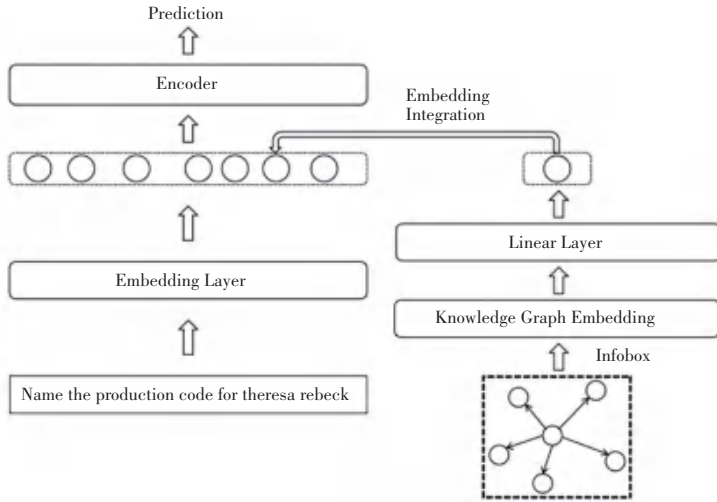 Prediction
Encoder
Embedding
Integration
Linear Layer
Embedding Layer
Knowledge Graph Embedding
Infobox
Name the production code for theresa rebeck